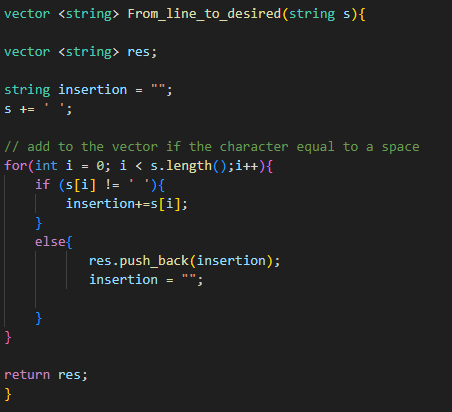 vector <string> From_line_to_desired(string s){
vector <string> res;
string insertion = "";
s += ' ';
// add to the vector if the character equal to a space
for(int i = 0; i < s.length();i++){
if (s[i] != ' '){
insertion+=s[i];
}
else{
res.push_back(insertion);
insertion = "";
}
}
return res;
}